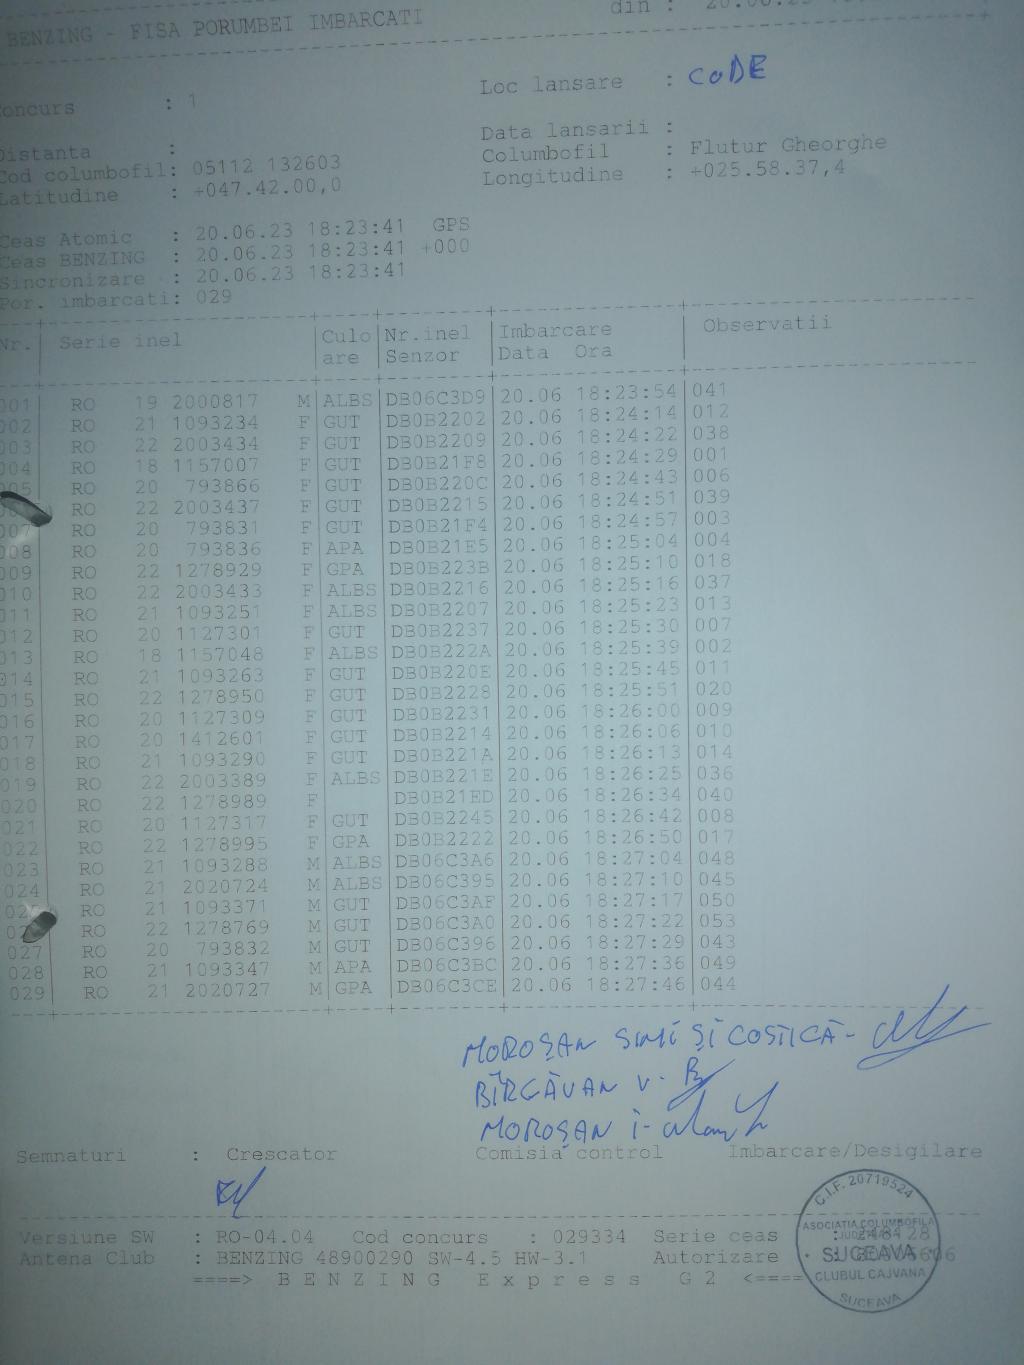 BENZING - FISA PORUMBEI IMBARCATI din :
Concurs : 1 Loc lansare : CODE
Distanta : Data lansarii :
Cod columbofil: 05112 132603 Columbofil : Flutur Gheorghe
Latitudine : +047.42.00,0 Longitudine : +025.58.37,4
Ceas Atomic : 20.06.23 18:23:41 GPS
Ceas BENZING : 20.06.23 18:23:41 +000
Sincronizare : 20.06.23 18:23:41
Por. imbarcati: 029
Nr. Serie inel Culo Nr.inel Imbarcare Observatii
are Senzor Data Ora
001 RO 19 2000817 M ALBS DB06C3D9 20.06 18:23:54 041
002 RO 21 1093234 F GUT DB0B2202 20.06 18:24:14 012
003 RO 22 2003434 F GUT DB0B2209 20.06 18:24:22 038
004 RO 18 1157007 F GUT DB0B21F8 20.06 18:24:29 001
005 RO 20 793866 F GUT DB0B220C 20.06 18:24:43 006
RO 22 2003437 F GUT DB0B2215 20.06 18:24:51 039
007 RO 20 793831 F GUT DB0B21F4 20.06 18:24:57 003
008 RO 20 793836 F APA DB0B21E5 20.06 18:25:04 004
009 RO 22 1278929 F GPA DB0B223B 20.06 18:25:10 018
010 RO 22 2003433 F ALBS DB0B2216 20.06 18:25:16 037
011 RO 21 1093251 F ALBS DB0B2207 20.06 18:25:23 013
012 RO 20 1127301 F GUT DB0B2237 20.06 18:25:30 007
013 RO 18 1157048 F ALBS DB0B222A 20.06 18:25:39 002
014 RO 21 1093263 F GUT DB0B220E 20.06 18:25:45 011
015 RO 22 1278950 F GUT DB0B2228 20.06 18:25:51 020
016 RO 20 1127309 F GUT DB0B2231 20.06 18:26:00 009
017 RO 20 1412601 F GUT DB0B2214 20.06 18:26:06 010
018 RO 21 1093290 F GUT DB0B221A 20.06 18:26:13 014
019 RO 22 2003389 F ALBS DB0B221E 20.06 18:26:25 036
020 RO 22 1278989 F DB0B21ED 20.06 18:26:34 040
021 RO 20 1127317 F GUT DB0B2245 20.06 18:26:42 008
022 RO 22 1278995 F GPA DB0B2222 20.06 18:26:50 017
023 RO 21 1093288 M ALBS DB06C3A6 20.06 18:27:04 048
024 RO 21 2020724 M ALBS DB06C395 20.06 18:27:10 045
RO 21 1093371 M GUT DB06C3AF 20.06 18:27:17 050
RO 22 1278769 M GUT DB06C3A0 20.06 18:27:22 053
027 RO 20 793832 M GUT DB06C396 20.06 18:27:29 043
028 RO 21 1093347 M APA DB06C3BC 20.06 18:27:36 049
029 RO 21 2020727 M GPA DB06C3CE 20.06 18:27:46 044
MOROȘAN SIMI ȘI COSTICĂ -
BÎRGĂVAN V.
MOROȘAN I -
Semnaturi : Crescator Comisia control Imbarcare/Desigilare
Versiune SW : RO-04.04 Cod concurs : 029334 Serie ceas :
Antena Club : BENZING 48900290 SW-4.5 HW-3.1 Autorizare :
====> B E N Z I N G E x p r e s s G 2 <====
C.I.F. 20719524
ASOCIATIA COLUMBOFILA
SUCEAVA
CLUBUL CAJVANA
SUCEAVA